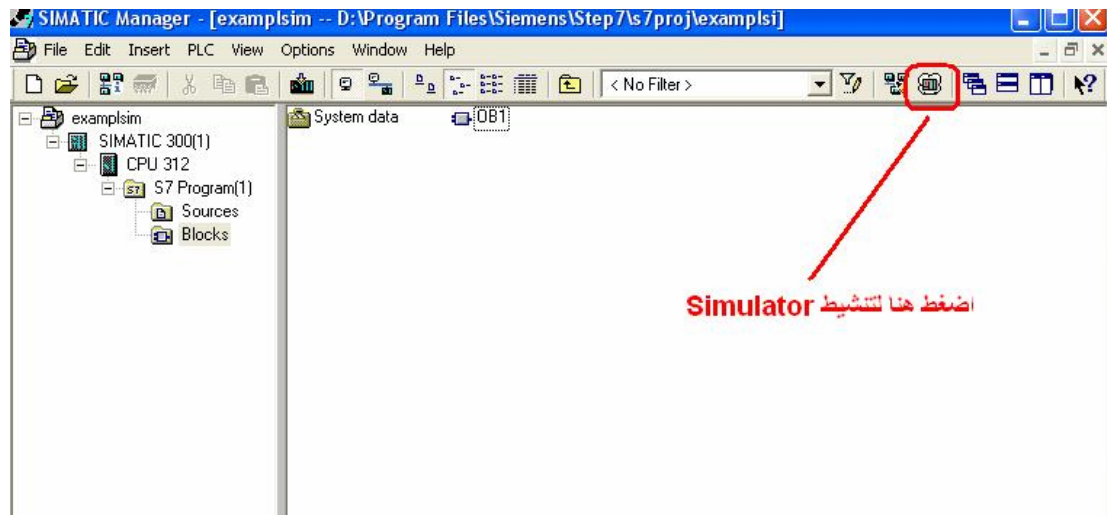 SIMATIC Manager - [examplsim -- D:\Program Files\Siemens\Step7\s7proj\examplsi]
File Edit Insert PLC View Options Window Help
< No Filter >
examplsim
SIMATIC 300(1)
CPU 312
S7 Program(1)
Sources
Blocks
System data OB1
اضغط هنا لتنشيط Simulator